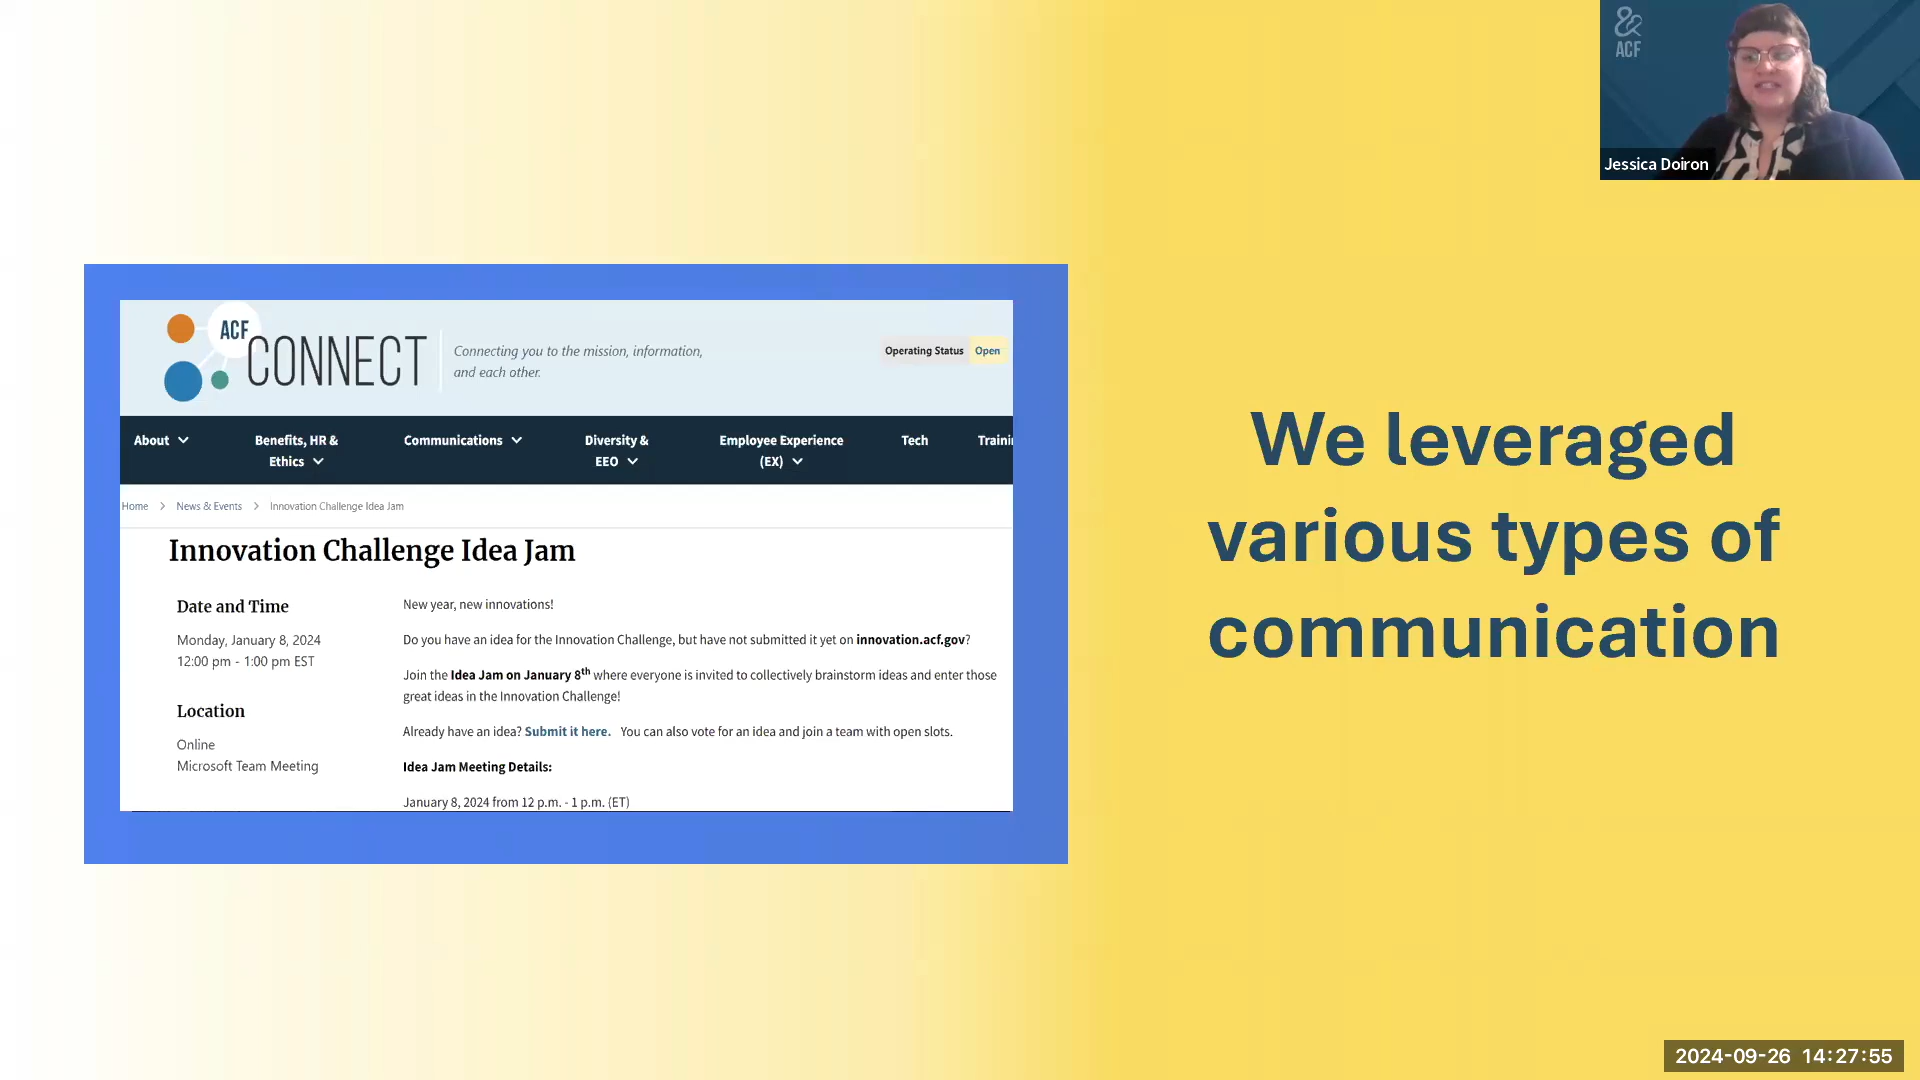 ACF
Jessica Doiron
ACF
CONNECT
Connecting you to the mission, information,
and each other.
Operating Status Open
About
Benefits, HR &
Ethics
Communications
Diversity &
EEO
Employee Experience
(EX)
Tech
Traini
Home > News & Events > Innovation Challenge Idea Jam
Innovation Challenge Idea Jam
Date and Time
Monday, January 8, 2024
12:00 pm - 1:00 pm EST
Location
Online
Microsoft Team Meeting
New year, new innovations!
Do you have an idea for the Innovation Challenge, but have not submitted it yet on innovation.acf.gov?
Join the Idea Jam on January 8th where everyone is invited to collectively brainstorm ideas and enter those
great ideas in the Innovation Challenge!
Already have an idea? Submit it here. You can also vote for an idea and join a team with open slots.
Idea Jam Meeting Details:
January 8, 2024 from 12 p.m. - 1 p.m. (ET)
We leveraged
various types of
communication
2024-09-26 14:27:55